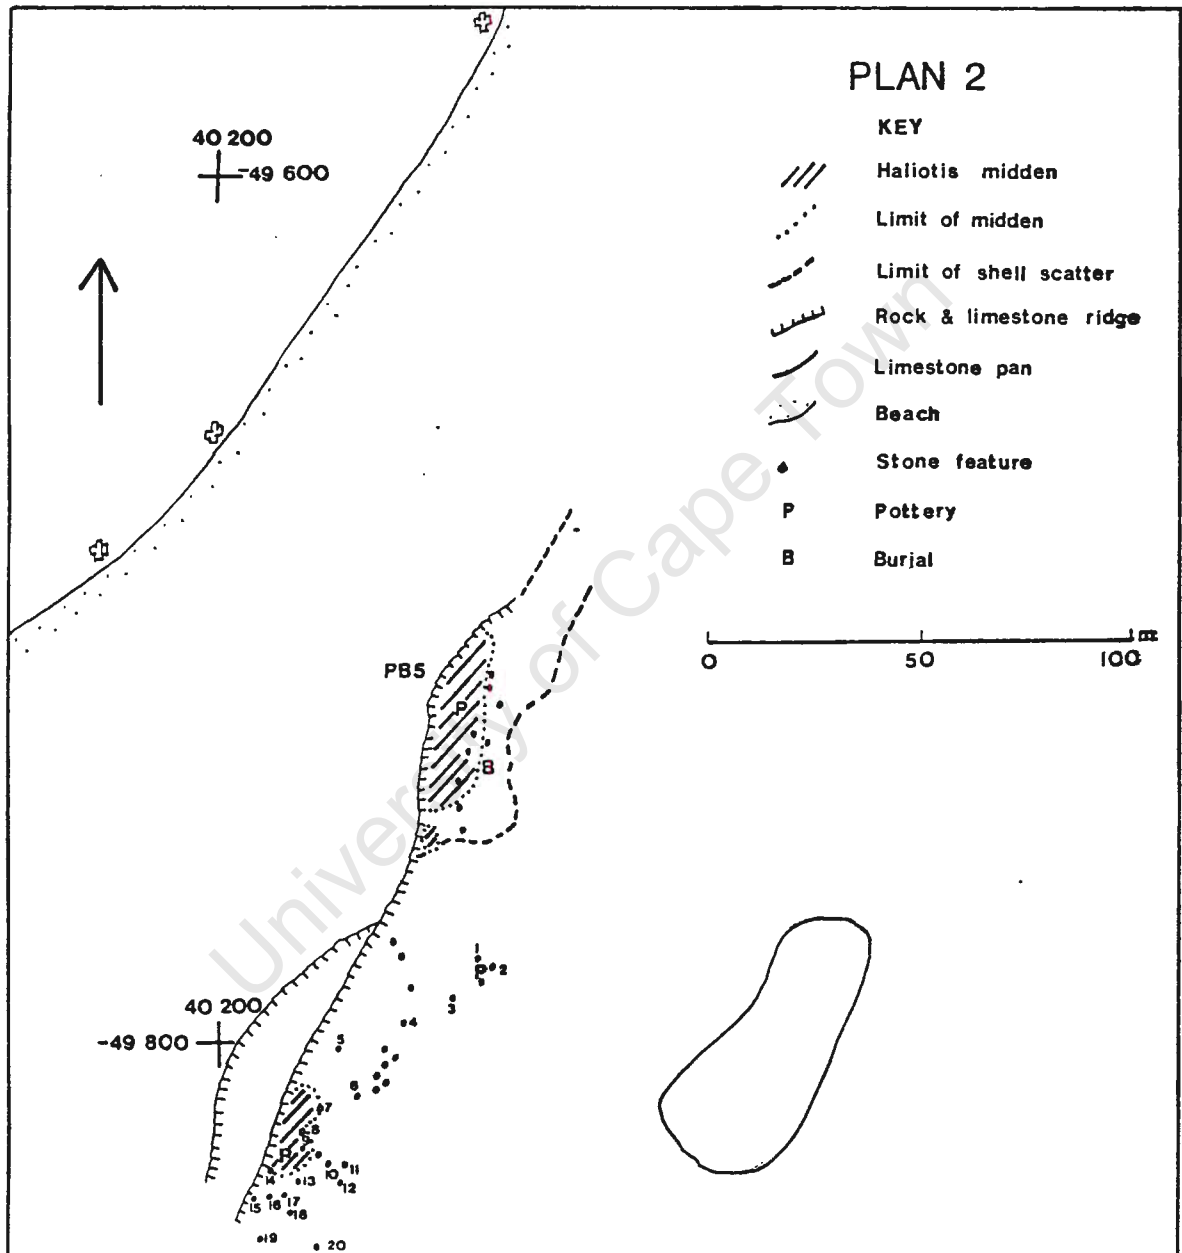 PLAN 2
KEY
Haliotis midden
Limit of midden
Limit of shell scatter
Rock & limestone ridge
Limestone pan
Beach
Stone feature
P Pottery
B Burial
40 200
-49 600
m
0 50 100
PB5
P
B
1
P 2
3
4
40 200
-49 800
5
6
7
8
9
P
10 11
12
13
14
15 16 17
18
19
20
University of Cape Town